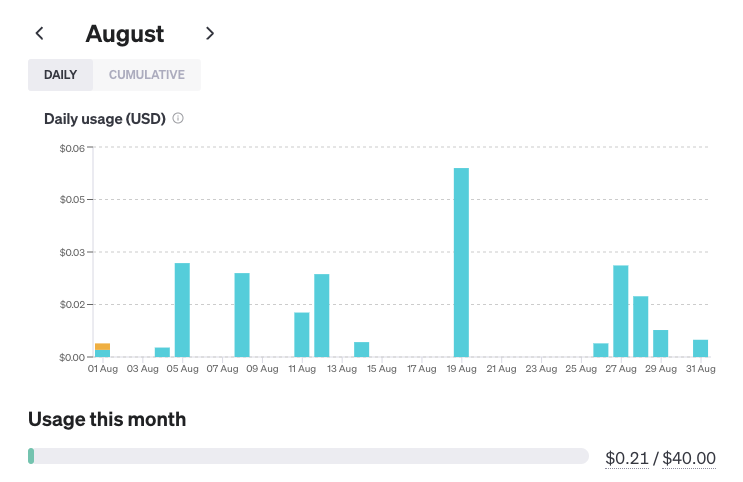 August
DAILY CUMULATIVE
Daily usage (USD)
$0.06
$0.05
$0.03
$0.02
$0.00
01 Aug 03 Aug 05 Aug 07 Aug 09 Aug 11 Aug 13 Aug 15 Aug 17 Aug 19 Aug 21 Aug 23 Aug 25 Aug 27 Aug 29 Aug 31 Aug
Usage this month
$0.21 / $40.00